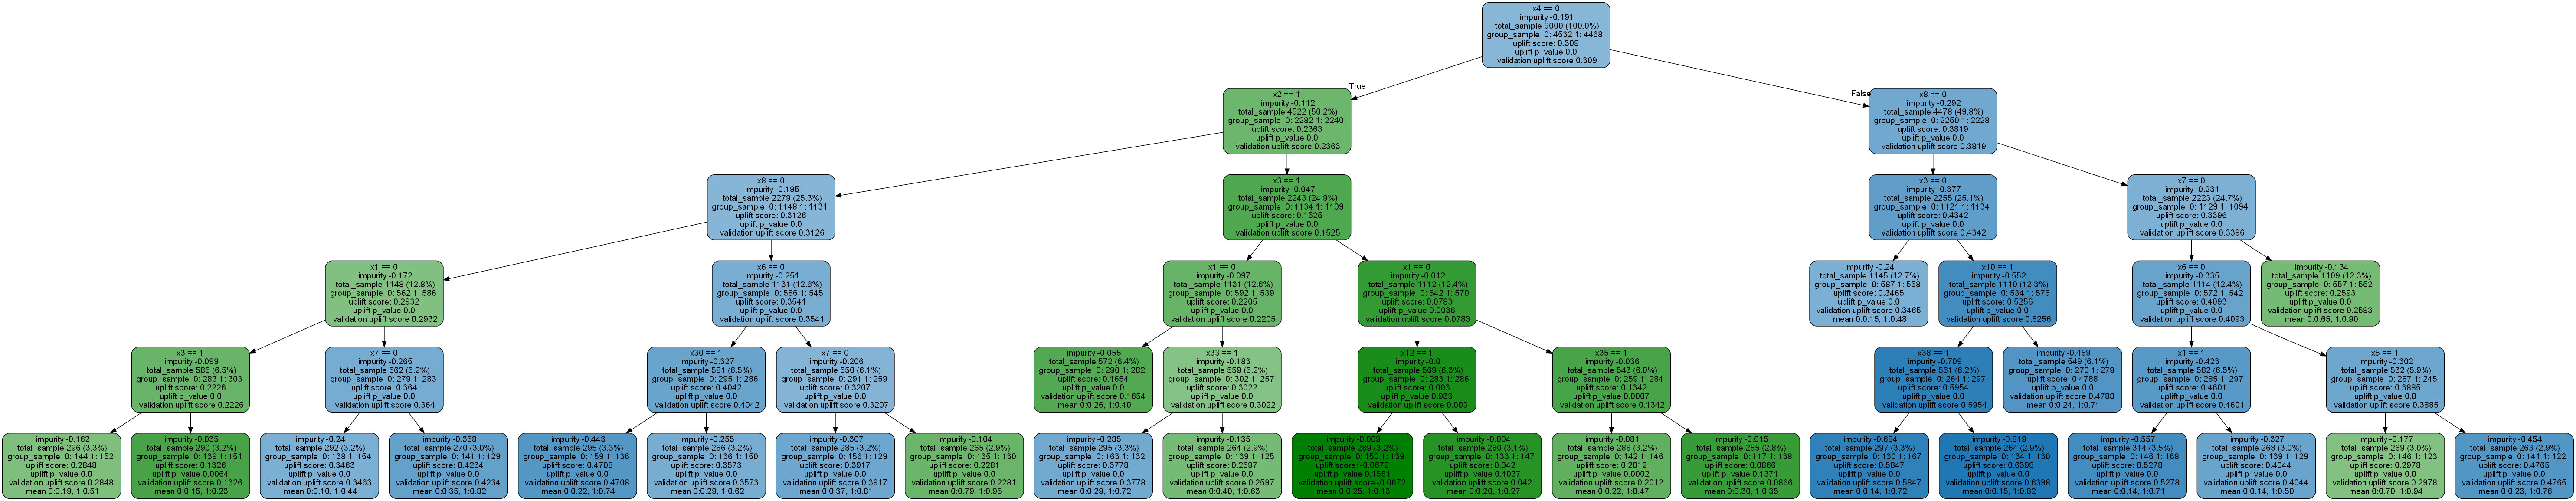 x4 == 0
impurity -0.191
total_sample 9000 (100.0%)
group_sample 0: 4532 1: 4468
uplift score: 0.309
uplift p_value 0.0
validation uplift score 0.309
True
False
x2 == 1
impurity -0.112
total_sample 4522 (50.2%)
group_sample 0: 2282 1: 2240
uplift score: 0.2363
uplift p_value 0.0
validation uplift score 0.2363
x8 == 0
impurity -0.292
total_sample 4478 (49.8%)
group_sample 0: 2250 1: 2228
uplift score: 0.3819
uplift p_value 0.0
validation uplift score 0.3819
x8 == 0
impurity -0.195
total_sample 2279 (25.3%)
group_sample 0: 1148 1: 1131
uplift score: 0.3126
uplift p_value 0.0
validation uplift score 0.3126
x3 == 1
impurity -0.047
total_sample 2243 (24.9%)
group_sample 0: 1134 1: 1109
uplift score: 0.1525
uplift p_value 0.0
validation uplift score 0.1525
x3 == 0
impurity -0.377
total_sample 2255 (25.1%)
group_sample 0: 1121 1: 1134
uplift score: 0.4342
uplift p_value 0.0
validation uplift score 0.4342
x7 == 0
impurity -0.231
total_sample 2223 (24.7%)
group_sample 0: 1129 1: 1094
uplift score: 0.3396
uplift p_value 0.0
validation uplift score 0.3396
x1 == 0
impurity -0.172
total_sample 1148 (12.8%)
group_sample 0: 562 1: 586
uplift score: 0.2932
uplift p_value 0.0
validation uplift score 0.2932
x6 == 0
impurity -0.251
total_sample 1131 (12.6%)
group_sample 0: 586 1: 545
uplift score: 0.3541
uplift p_value 0.0
validation uplift score 0.3541
x1 == 0
impurity -0.097
total_sample 1131 (12.6%)
group_sample 0: 592 1: 539
uplift score: 0.2205
uplift p_value 0.0
validation uplift score 0.2205
x1 == 0
impurity -0.012
total_sample 1112 (12.4%)
group_sample 0: 542 1: 570
uplift score: 0.0783
uplift p_value 0.0036
validation uplift score 0.0783
impurity -0.24
total_sample 1145 (12.7%)
group_sample 0: 587 1: 558
uplift score: 0.3465
uplift p_value 0.0
validation uplift score 0.3465
mean 0:0.15, 1:0.48
x10 == 1
impurity -0.552
total_sample 1110 (12.3%)
group_sample 0: 534 1: 576
uplift score: 0.5256
uplift p_value 0.0
validation uplift score 0.5256
x6 == 0
impurity -0.335
total_sample 1114 (12.4%)
group_sample 0: 572 1: 542
uplift score: 0.4093
uplift p_value 0.0
validation uplift score 0.4093
impurity -0.134
total_sample 1109 (12.3%)
group_sample 0: 557 1: 552
uplift score: 0.2593
uplift p_value 0.0
validation uplift score 0.2593
mean 0:0.65, 1:0.90
x3 == 1
impurity -0.099
total_sample 586 (6.5%)
group_sample 0: 283 1: 303
uplift score: 0.2226
uplift p_value 0.0
validation uplift score 0.2226
x7 == 0
impurity -0.265
total_sample 562 (6.2%)
group_sample 0: 279 1: 283
uplift score: 0.364
uplift p_value 0.0
validation uplift score 0.364
x30 == 1
impurity -0.327
total_sample 581 (6.5%)
group_sample 0: 295 1: 286
uplift score: 0.4042
uplift p_value 0.0
validation uplift score 0.4042
x7 == 0
impurity -0.206
total_sample 550 (6.1%)
group_sample 0: 291 1: 259
uplift score: 0.3207
uplift p_value 0.0
validation uplift score 0.3207
impurity -0.055
total_sample 572 (6.4%)
group_sample 0: 290 1: 282
uplift score: 0.1654
uplift p_value 0.0
validation uplift score 0.1654
mean 0:0.26, 1:0.40
x33 == 1
impurity -0.183
total_sample 559 (6.2%)
group_sample 0: 302 1: 257
uplift score: 0.3022
uplift p_value 0.0
validation uplift score 0.3022
x12 == 1
impurity -0.0
total_sample 569 (6.3%)
group_sample 0: 283 1: 286
uplift score: 0.003
uplift p_value 0.933
validation uplift score 0.003
x35 == 1
impurity -0.036
total_sample 543 (6.0%)
group_sample 0: 259 1: 284
uplift score: 0.1342
uplift p_value 0.0007
validation uplift score 0.1342
x38 == 1
impurity -0.709
total_sample 561 (6.2%)
group_sample 0: 264 1: 297
uplift score: 0.5954
uplift p_value 0.0
validation uplift score 0.5954
impurity -0.459
total_sample 549 (6.1%)
group_sample 0: 270 1: 279
uplift score: 0.4788
uplift p_value 0.0
validation uplift score 0.4788
mean 0:0.24, 1:0.71
x1 == 1
impurity -0.423
total_sample 582 (6.5%)
group_sample 0: 285 1: 297
uplift score: 0.4601
uplift p_value 0.0
validation uplift score 0.4601
x5 == 1
impurity -0.302
total_sample 532 (5.9%)
group_sample 0: 287 1: 245
uplift score: 0.3885
uplift p_value 0.0
validation uplift score 0.3885
impurity -0.162
total_sample 296 (3.3%)
group_sample 0: 144 1: 152
uplift score: 0.2848
uplift p_value 0.0
validation uplift score 0.2848
mean 0:0.19, 1:0.51
impurity -0.035
total_sample 290 (3.2%)
group_sample 0: 139 1: 151
uplift score: 0.1326
uplift p_value 0.0064
validation uplift score 0.1326
mean 0:0.15, 1:0.23
impurity -0.24
total_sample 292 (3.2%)
group_sample 0: 138 1: 154
uplift score: 0.3463
uplift p_value 0.0
validation uplift score 0.3463
mean 0:0.10, 1:0.44
impurity -0.358
total_sample 270 (3.0%)
group_sample 0: 141 1: 129
uplift score: 0.4234
uplift p_value 0.0
validation uplift score 0.4234
mean 0:0.35, 1:0.82
impurity -0.443
total_sample 295 (3.3%)
group_sample 0: 159 1: 136
uplift score: 0.4708
uplift p_value 0.0
validation uplift score 0.4708
mean 0:0.22, 1:0.74
impurity -0.255
total_sample 286 (3.2%)
group_sample 0: 136 1: 150
uplift score: 0.3573
uplift p_value 0.0
validation uplift score 0.3573
mean 0:0.29, 1:0.62
impurity -0.307
total_sample 285 (3.2%)
group_sample 0: 156 1: 129
uplift score: 0.3917
uplift p_value 0.0
validation uplift score 0.3917
mean 0:0.37, 1:0.81
impurity -0.104
total_sample 265 (2.9%)
group_sample 0: 135 1: 130
uplift score: 0.2281
uplift p_value 0.0
validation uplift score 0.2281
mean 0:0.79, 1:0.95
impurity -0.285
total_sample 295 (3.3%)
group_sample 0: 163 1: 132
uplift score: 0.3778
uplift p_value 0.0
validation uplift score 0.3778
mean 0:0.29, 1:0.72
impurity -0.135
total_sample 264 (2.9%)
group_sample 0: 139 1: 125
uplift score: 0.2597
uplift p_value 0.0
validation uplift score 0.2597
mean 0:0.40, 1:0.63
impurity -0.009
total_sample 289 (3.2%)
group_sample 0: 150 1: 139
uplift score: -0.0672
uplift p_value 0.1551
validation uplift score -0.0672
mean 0:0.25, 1:0.13
impurity -0.004
total_sample 280 (3.1%)
group_sample 0: 133 1: 147
uplift score: 0.042
uplift p_value 0.4037
validation uplift score 0.042
mean 0:0.20, 1:0.27
impurity -0.081
total_sample 288 (3.2%)
group_sample 0: 142 1: 146
uplift score: 0.2012
uplift p_value 0.0002
validation uplift score 0.2012
mean 0:0.22, 1:0.47
impurity -0.015
total_sample 255 (2.8%)
group_sample 0: 117 1: 138
uplift score: 0.0866
uplift p_value 0.1371
validation uplift score 0.0866
mean 0:0.30, 1:0.35
impurity -0.684
total_sample 297 (3.3%)
group_sample 0: 130 1: 167
uplift score: 0.5847
uplift p_value 0.0
validation uplift score 0.5847
mean 0:0.14, 1:0.72
impurity -0.819
total_sample 264 (2.9%)
group_sample 0: 134 1: 130
uplift score: 0.6398
uplift p_value 0.0
validation uplift score 0.6398
mean 0:0.15, 1:0.82
impurity -0.557
total_sample 314 (3.5%)
group_sample 0: 146 1: 168
uplift score: 0.5278
uplift p_value 0.0
validation uplift score 0.5278
mean 0:0.14, 1:0.71
impurity -0.327
total_sample 268 (3.0%)
group_sample 0: 139 1: 129
uplift score: 0.4044
uplift p_value 0.0
validation uplift score 0.4044
mean 0:0.14, 1:0.50
impurity -0.177
total_sample 269 (3.0%)
group_sample 0: 146 1: 123
uplift score: 0.2978
uplift p_value 0.0
validation uplift score 0.2978
mean 0:0.70, 1:0.94
impurity -0.454
total_sample 263 (2.9%)
group_sample 0: 141 1: 122
uplift score: 0.4765
uplift p_value 0.0
validation uplift score 0.4765
mean 0:0.23, 1:0.76